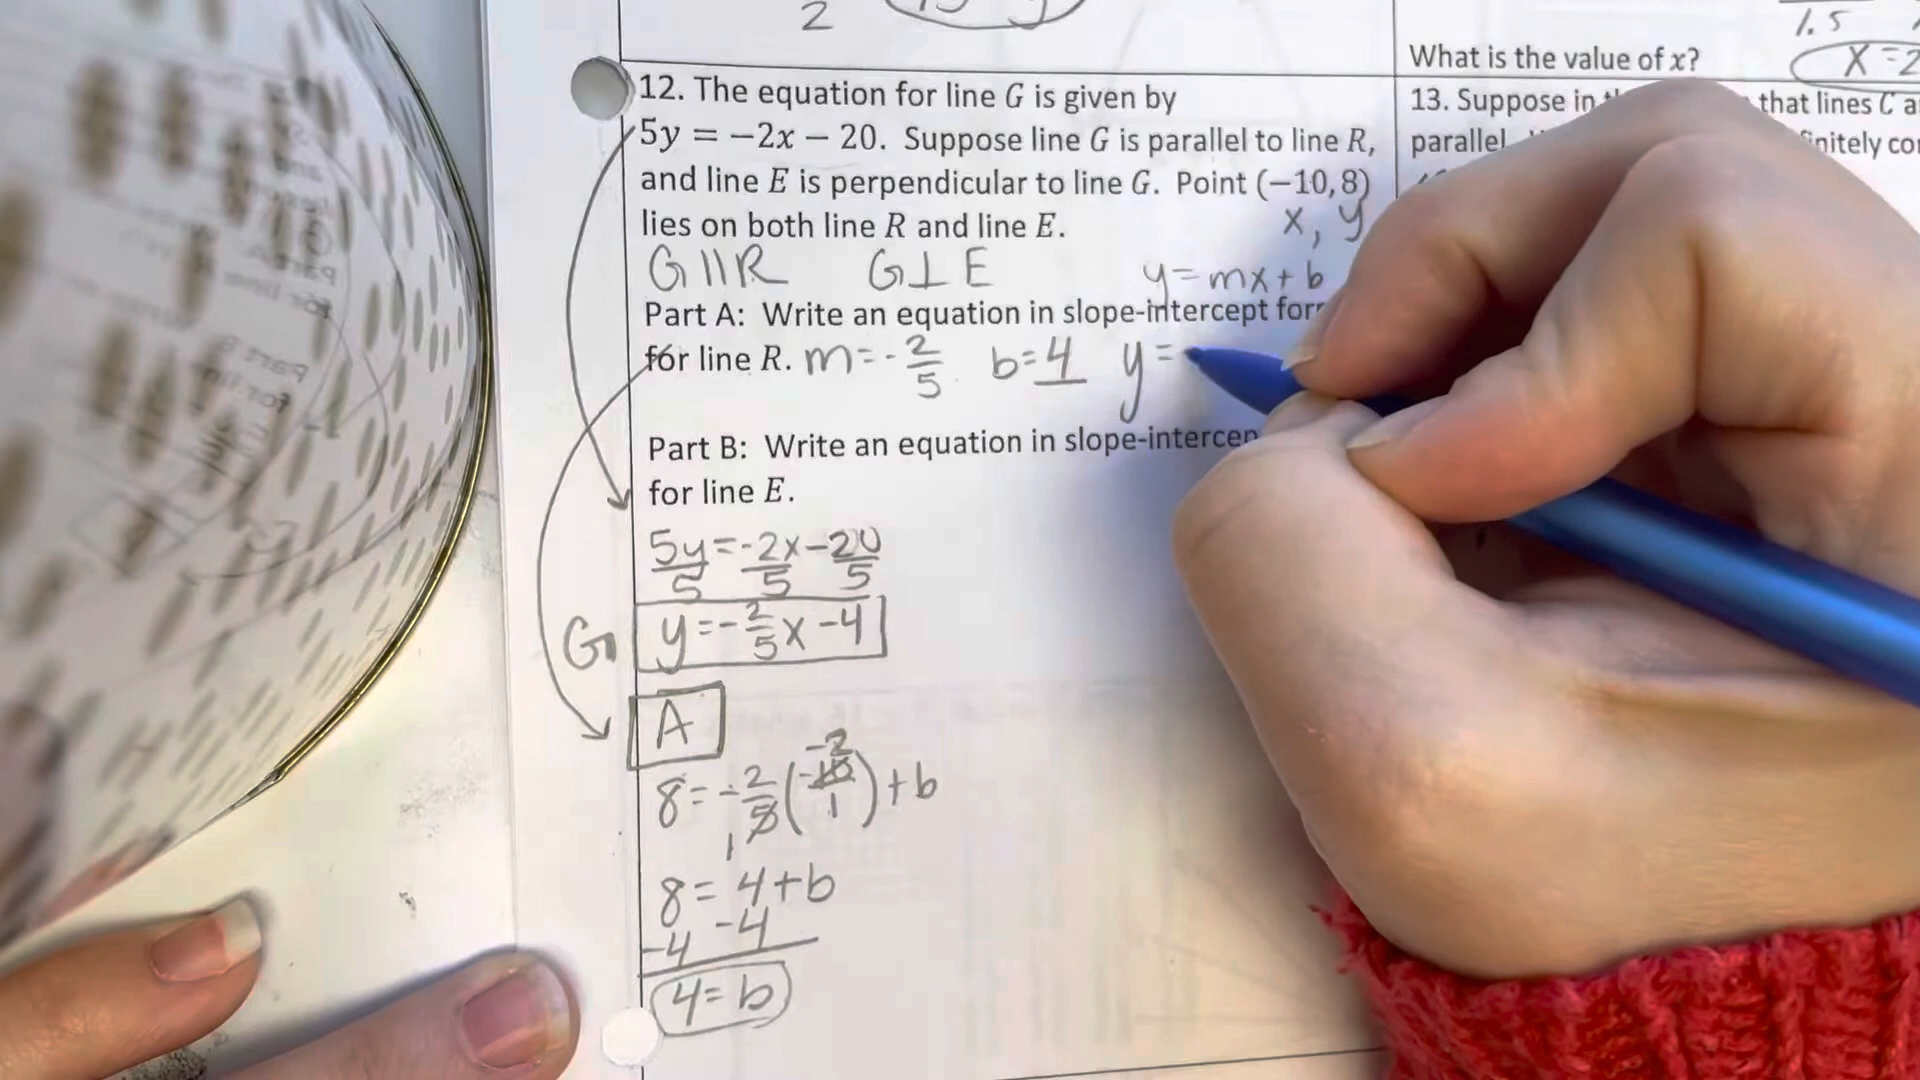 2
1.5
What is the value of x?
X = 2
12. The equation for line G is given by
5y = −2x − 20. Suppose line G is parallel to line R,
and line E is perpendicular to line G. Point (−10,8)
lies on both line R and line E.
x, y
G || R G ⊥ E
y = mx + b
Part A: Write an equation in slope-intercept for
for line R. m = -2/5 b = 4 y =
Part B: Write an equation in slope-intercep
for line E.
5y/5 = -2x/5 - 20/5
G y = -2/5 x - 4
A
8 = -2/5 (-10/1) + b
-2
1
8 = 4 + b
-4 -4
4 = b
13. Suppose in that lines C a
parallel finitely co